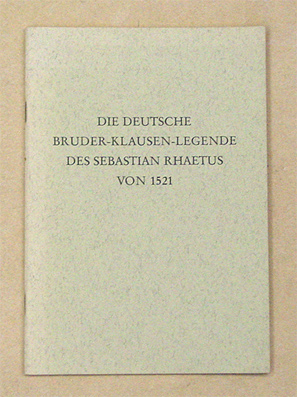 DIE DEUTSCHE
BRUDER-KLAUSEN-LEGENDE
DES SEBASTIAN RHAETUS
VON 1521